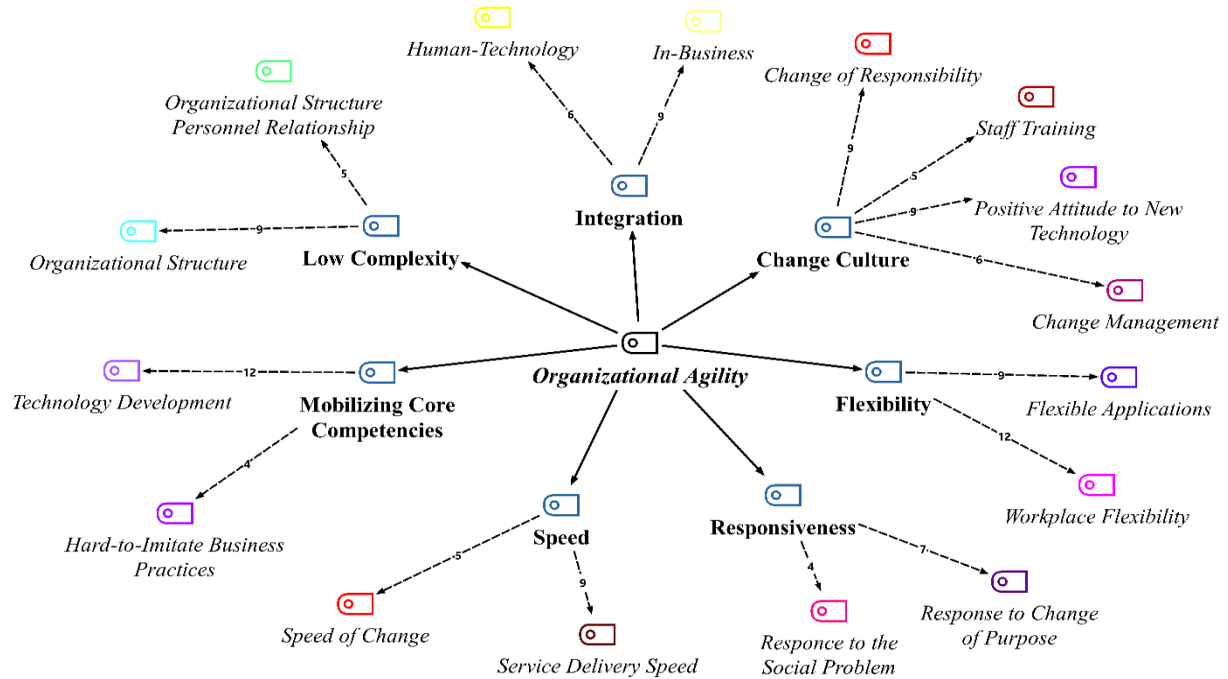 Human-Technology
In-Business
Change of Responsibility
Organizational Structure
Personnel Relationship
Staff Training
6
9
9
5
5
Integration
Positive Attitude to New
Technology
9
9
Organizational Structure
Low Complexity
Change Culture
6
Change Management
Organizational Agility
12
9
Technology Development
Mobilizing Core
Competencies
Flexibility
Flexible Applications
12
4
Workplace Flexibility
Hard-to-Imitate Business
Practices
Speed
Responsiveness
5
9
4
7
Speed of Change
Service Delivery Speed
Responce to the
Social Problem
Response to Change
of Purpose